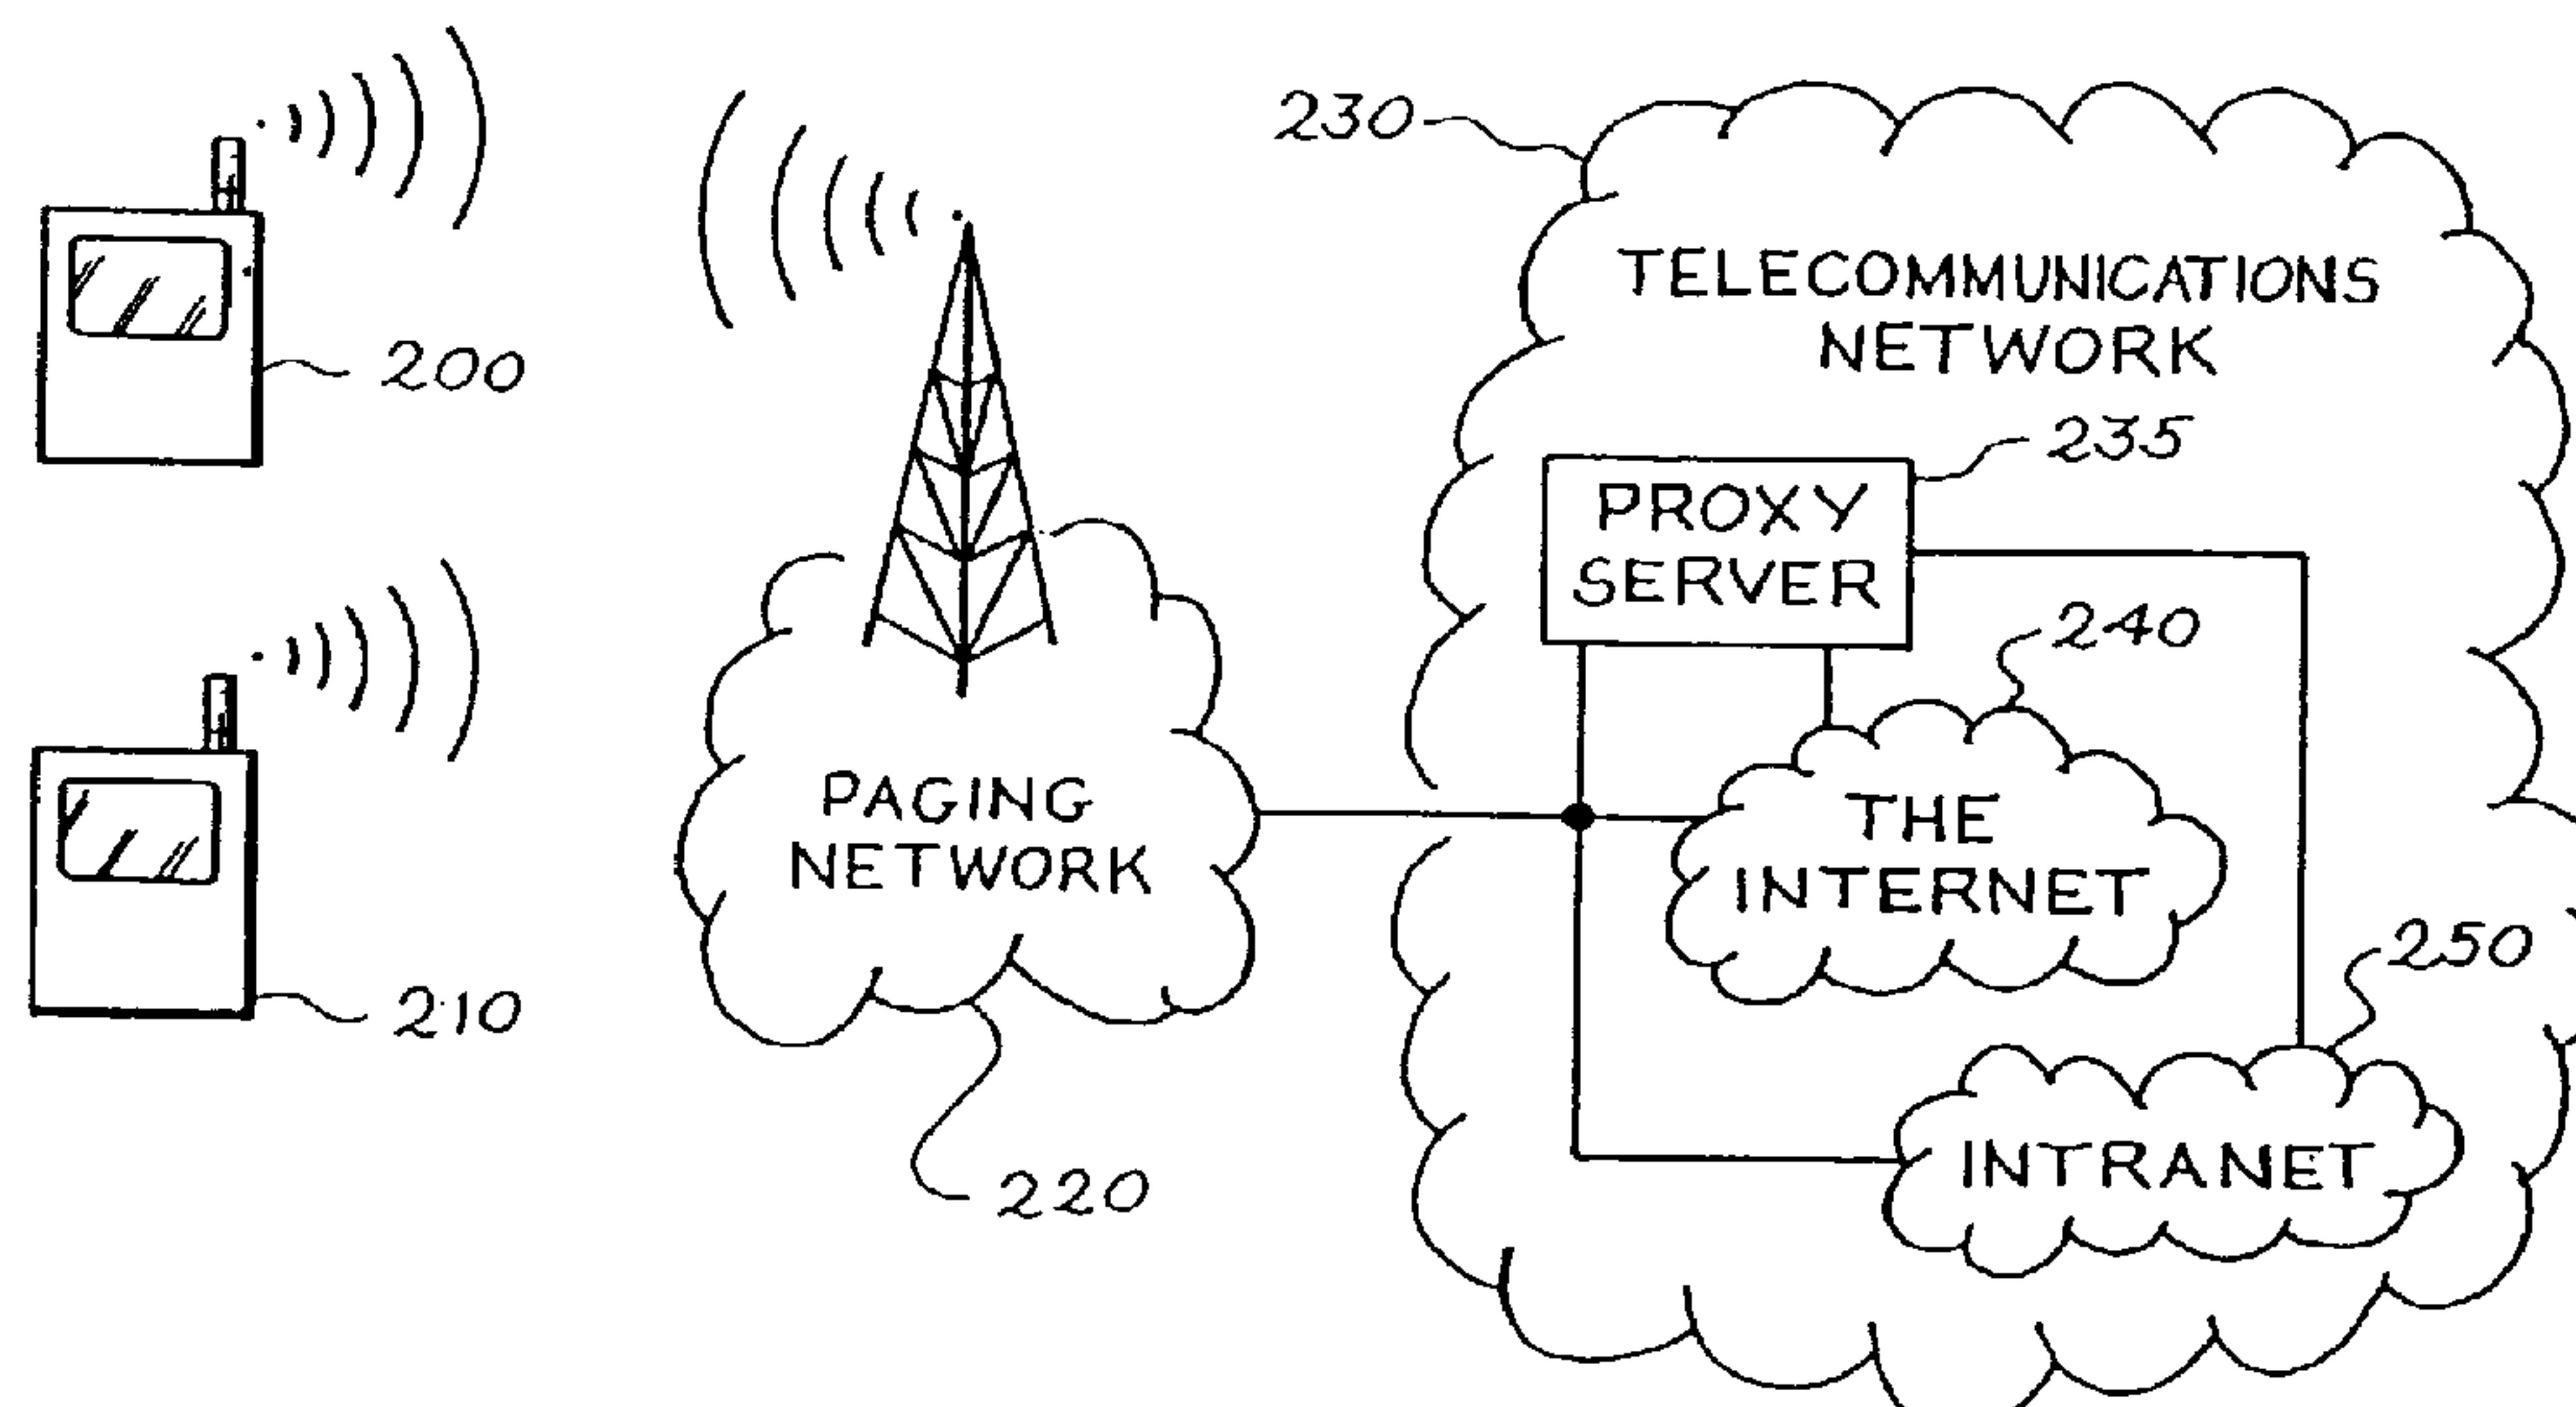 230
TELECOMMUNICATIONS
NETWORK
200
235
PROXY
SERVER
240
PAGING
NETWORK
THE
INTERNET
250
210
INTRANET
220